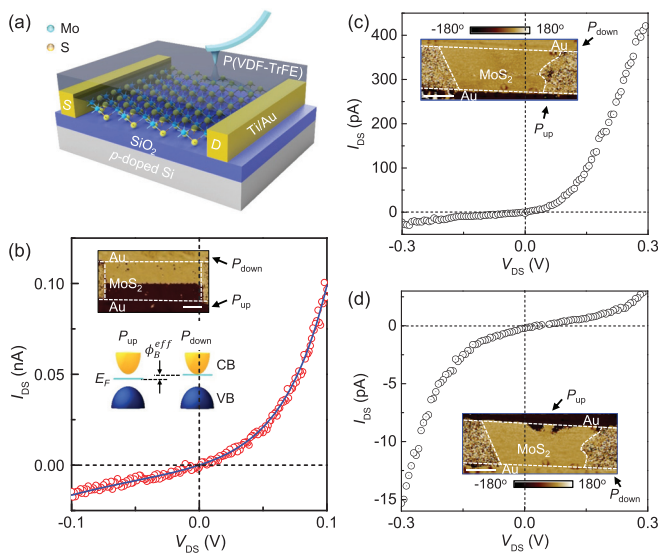 (a)
Mo
S
P(VDF-TrFE)
S
D
Ti/Au
SiO₂
p-doped Si
(b)
Au
P_down
MoS₂
Au
P_up
P_up
ϕ_B^eff
P_down
CB
E_F
VB
0.10
0.05
0.00
I_DS (nA)
-0.1
0.0
0.1
V_DS (V)
(c)
-180°
180°
P_down
Au
MoS₂
Au
P_up
400
300
200
100
0
I_DS (pA)
-0.3
0.0
0.3
V_DS (V)
(d)
P_up
Au
MoS₂
Au
P_down
-180°
180°
0
-5
-10
-15
I_DS (pA)
-0.3
0.0
0.3
V_DS (V)